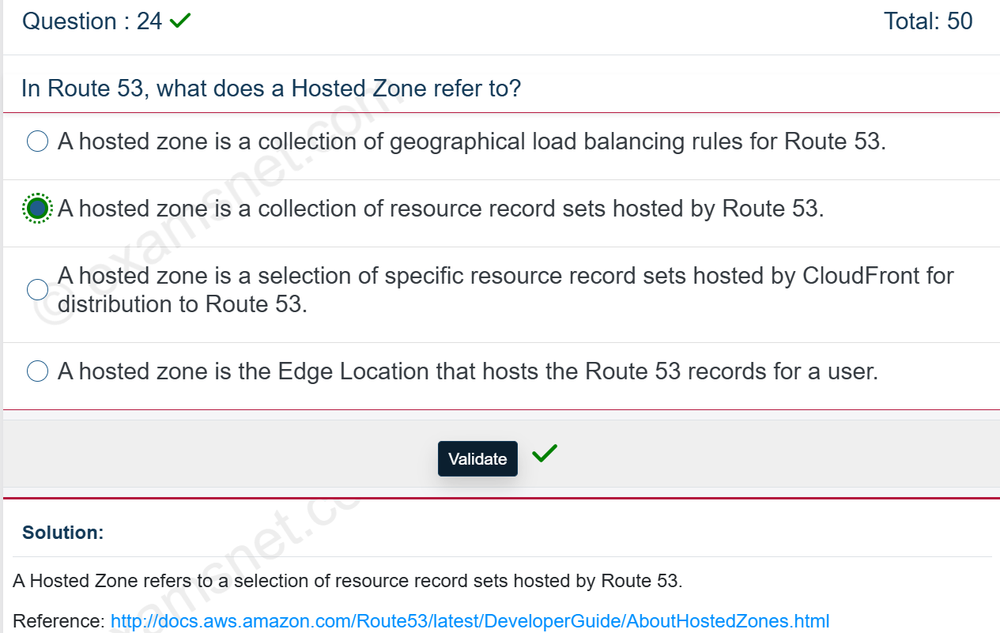 Question : 24
Total: 50
In Route 53, what does a Hosted Zone refer to?
A hosted zone is a collection of geographical load balancing rules for Route 53.
A hosted zone is a collection of resource record sets hosted by Route 53.
A hosted zone is a selection of specific resource record sets hosted by CloudFront for
distribution to Route 53.
A hosted zone is the Edge Location that hosts the Route 53 records for a user.
Validate
Solution:
A Hosted Zone refers to a selection of resource record sets hosted by Route 53.
Reference: http://docs.aws.amazon.com/Route53/latest/DeveloperGuide/AboutHostedZones.html
© examsnet.com
amsnet.co